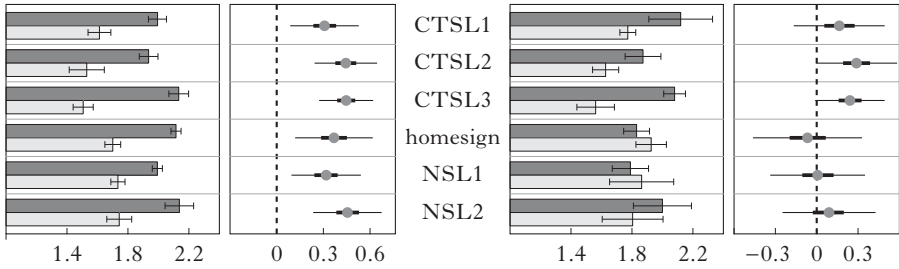 CTSL1
CTSL2
CTSL3
homesign
NSL1
NSL2
1.4 1.8 2.2 0 0.3 0.6 1.4 1.8 2.2 −0.3 0 0.3